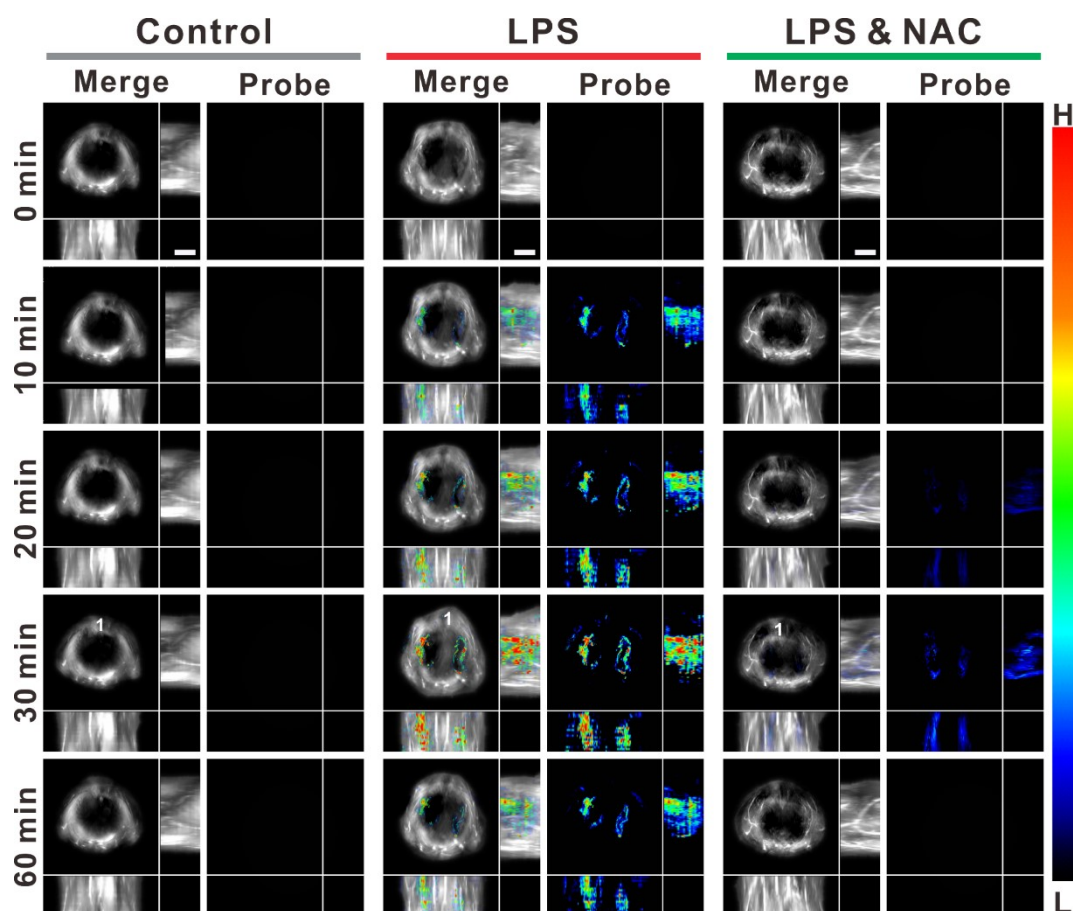 Control LPS LPS & NAC
Merge Probe Merge Probe Merge Probe
H
0 min
10 min
20 min
30 min
1 1 1
60 min
L